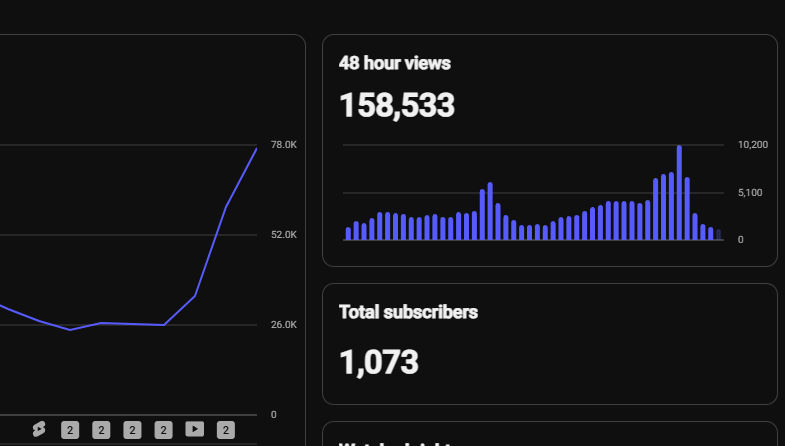 78.0K
52.0K
26.0K
0
2
2
2
2
2
48 hour views
158,533
10,200
5,100
0
Total subscribers
1,073